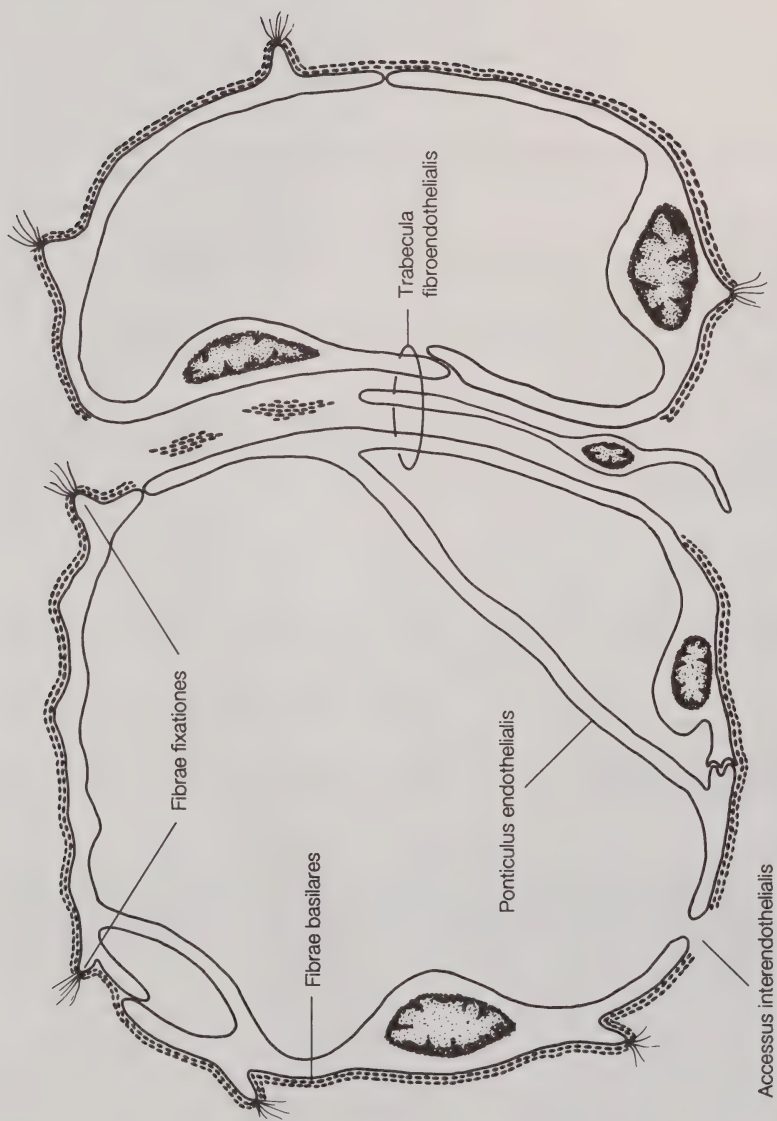 Trabecula
fibroendothelialis
Fibrae fixationes
Ponticulus endothelialis
Fibrae basilares
Accessus interendothelialis